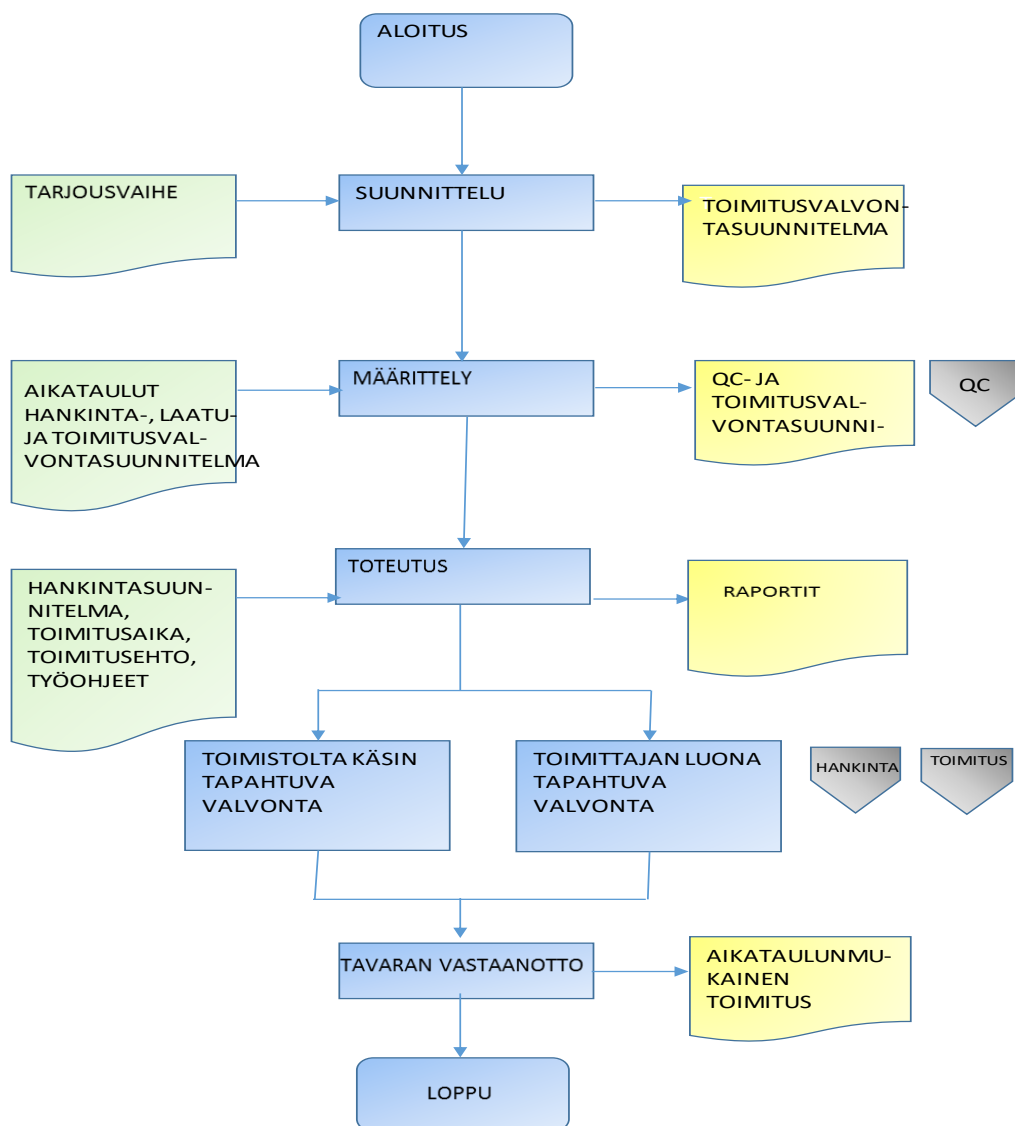 ALOITUS
TARJOUSVAIHE
SUUNNITTELU
TOIMITUSVALVON-
TASUUNNITELMA
AIKATAULUT
HANKINTA-, LAATU-
JA TOIMITUSVAL-
VONTASUUNNITELMA
MÄÄRITTELY
QC- JA
TOIMITUSVAL-
VONTASUUNNI-
QC
HANKINTASUUN-
NITELMA,
TOIMITUSAIKA,
TOIMITUSEHTO,
TYÖOHJEET
TOTEUTUS
RAPORTIT
TOIMISTOLTA KÄSIN
TAPAHTUVA
VALVONTA
TOIMITTAJAN LUONA
TAPAHTUVA
VALVONTA
HANKINTA
TOIMITUS
TAVARAN VASTAANOTTO
AIKATAULUNMU-
KAINEN
TOIMITUS
LOPPU